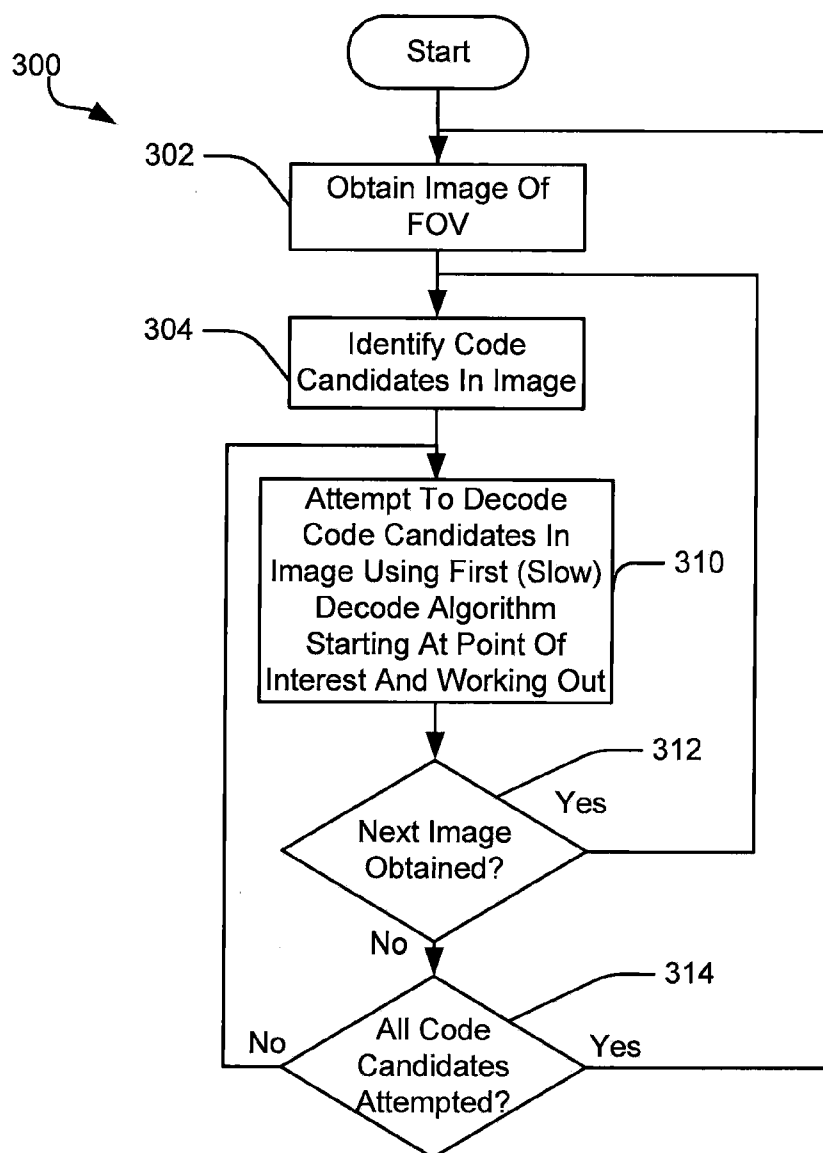 Start
300
302
Obtain Image Of
FOV
304
Identify Code
Candidates In Image
Attempt To Decode
Code Candidates In
Image Using First (Slow)
Decode Algorithm
Starting At Point Of
Interest And Working Out
310
312
Yes
Next Image
Obtained?
No
314
No
All Code
Candidates
Attempted?
Yes